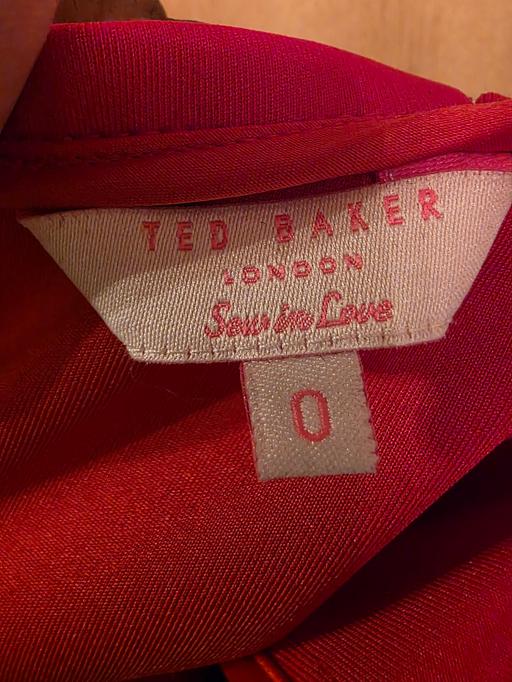 TED BAKER
LONDON
Sew in Love
0